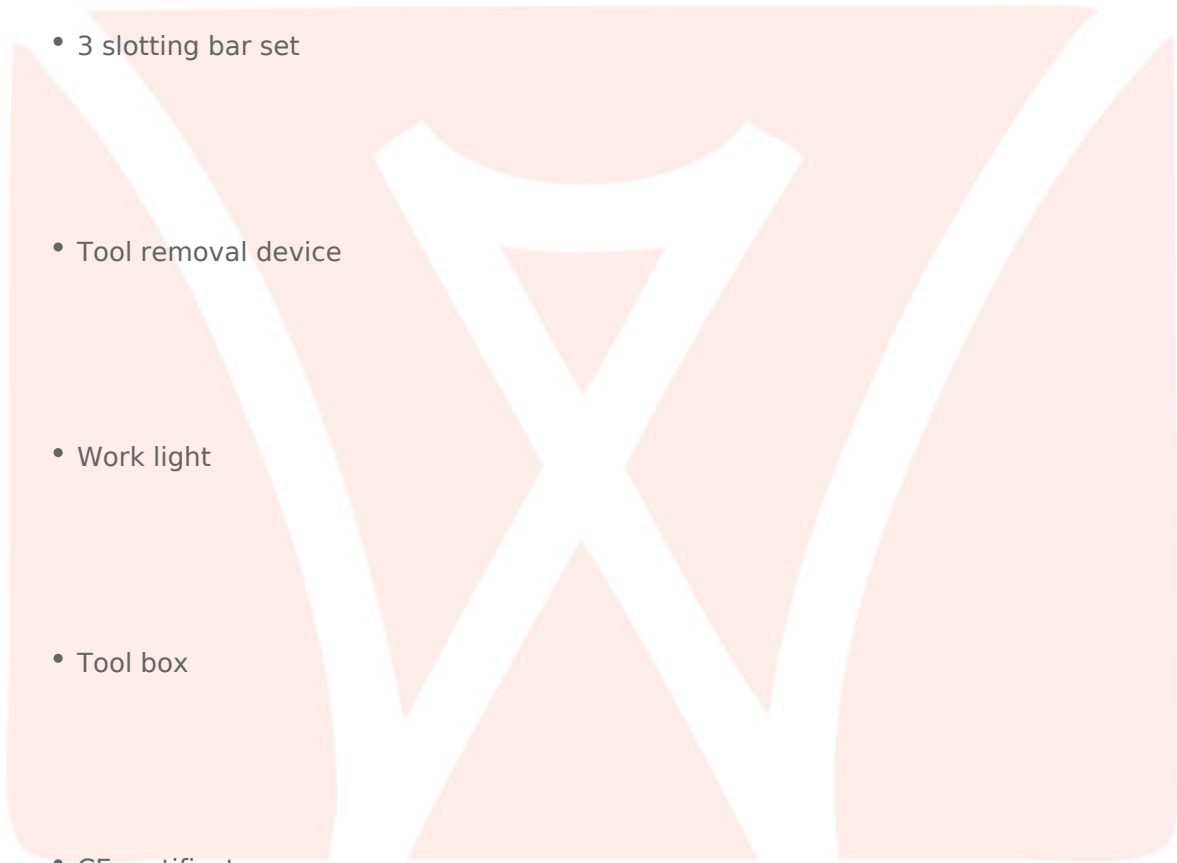 • 3 slotting bar set
• Tool removal device
• Work light
• Tool box